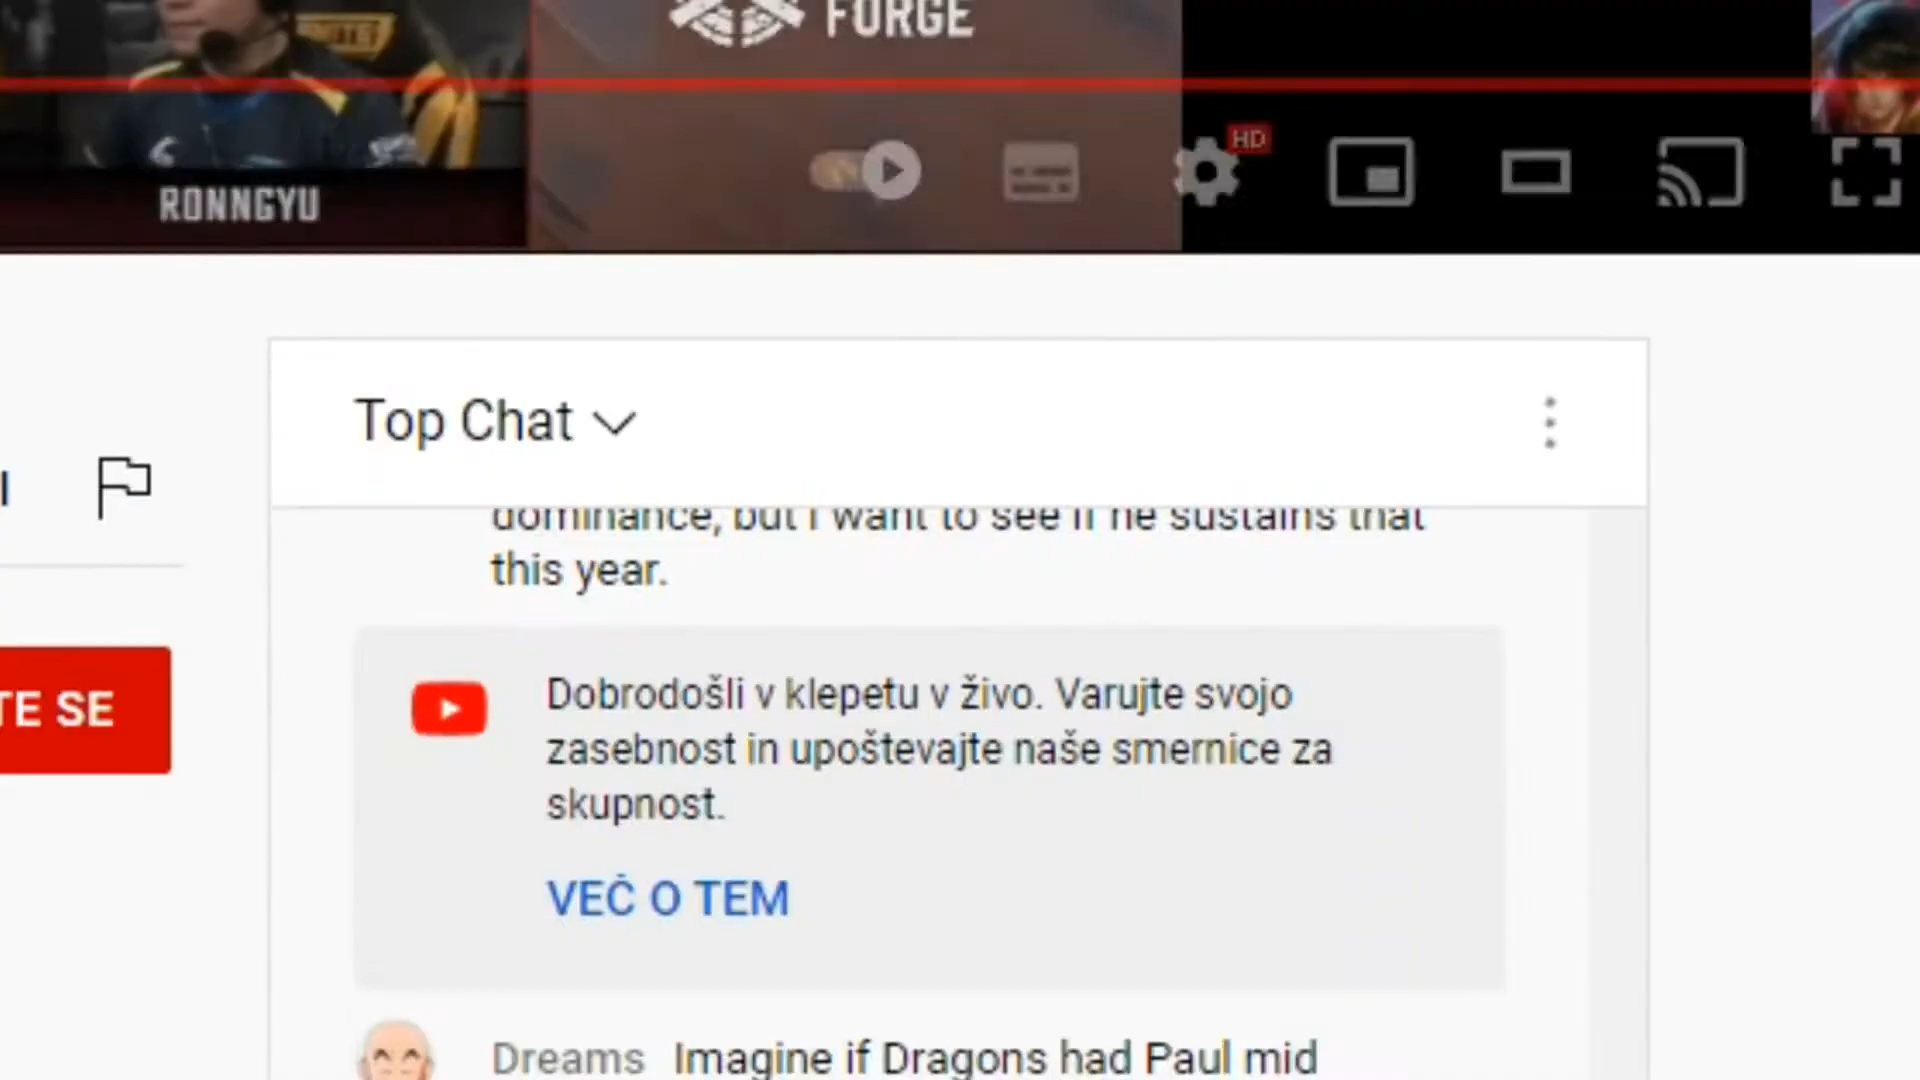 FORGE
HD
RONNGYU
Top Chat
dominance, but I want to see if he sustains that
this year.
TE SE
Dobrodošli v klepetu v živo. Varujte svojo
zasebnost in upoštevajte naše smernice za
skupnost.
VEČ O TEM
Dreams Imagine if Dragons had Paul mid